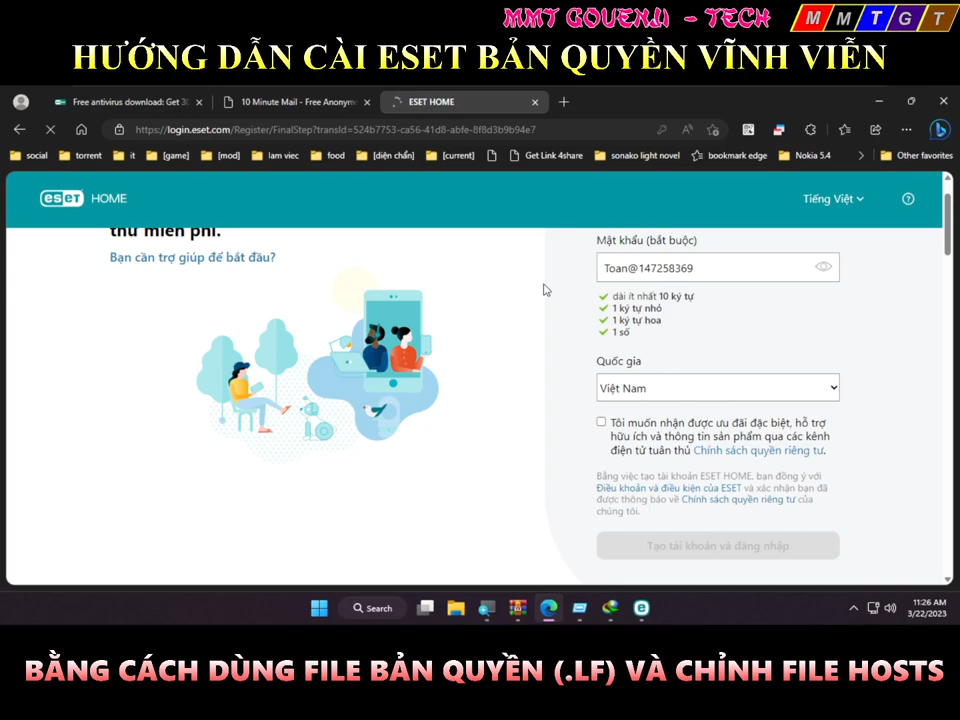 MMT GOUENJI - TECH
MMTGT
HƯỚNG DẪN CÀI ESET BẢN QUYỀN VĨNH VIỄN
Free antivirus download: Get 30
10 Minute Mail - Free Anonym
ESET HOME
https://login.eset.com/Register/FinalStep?transId=524b7753-ca56-41d8-abfe-8f8d3b9b94e7
social
torrent
it
[game]
[mod]
lam viec
food
[diện chẩn]
[current]
Get Link 4share
sonako light novel
bookmark edge
Nokia 5.4
Other favorites
eseT HOME
Tiếng Việt
thử miễn phí.
Bạn cần trợ giúp để bắt đầu?
Mật khẩu (bắt buộc)
Toan@147258369
dài ít nhất 10 ký tự
1 ký tự nhỏ
1 ký tự hoa
1 số
Quốc gia
Việt Nam
Tôi muốn nhận được ưu đãi đặc biệt, hỗ trợ
hữu ích và thông tin sản phẩm qua các kênh
điện tử tuân thủ Chính sách quyền riêng tư.
Bằng việc tạo tài khoản ESET HOME, bạn đồng ý với
Điều khoản và điều kiện của ESET và xác nhận bạn đã
được thông báo về Chính sách quyền riêng tư của
chúng tôi.
Tạo tài khoản và đăng nhập
Search
11:26 AM
3/22/2023
BẰNG CÁCH DÙNG FILE BẢN QUYỀN (.LF) VÀ CHỈNH FILE HOSTS